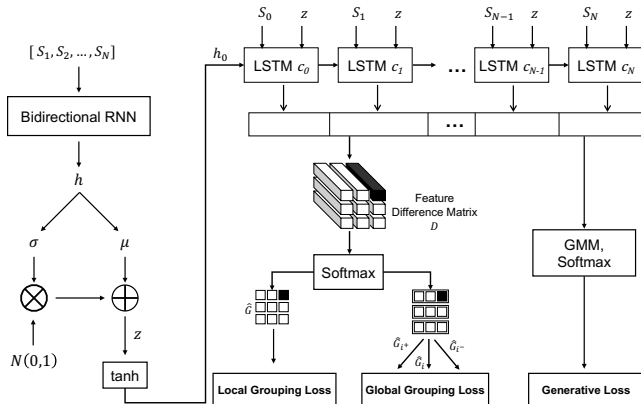 [S₁, S₂, …, S_N]
Bidirectional RNN
h
σ
μ
N(0,1)
z
tanh
h₀
S₀ z S₁ z S_{N−1} z S_N z
LSTM c₀
LSTM c₁
...
LSTM c_{N-1}
LSTM c_N
...
Feature
Difference Matrix
D
Softmax
GMM,
Softmax
Ĝ
Ĝ_{i⁺}
Ĝ_i
Ĝ_{i⁻}
Local Grouping Loss
Global Grouping Loss
Generative Loss